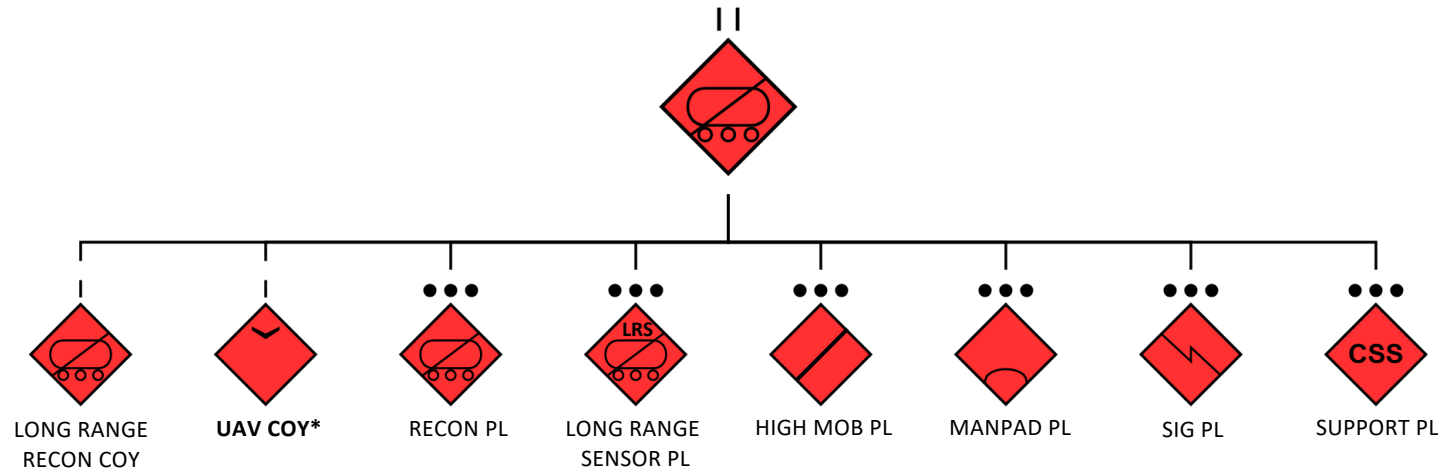 LRS
CSS
LONG RANGE
RECON COY
UAV COY*
RECON PL
LONG RANGE
SENSOR PL
HIGH MOB PL
MANPAD PL
SIG PL
SUPPORT PL